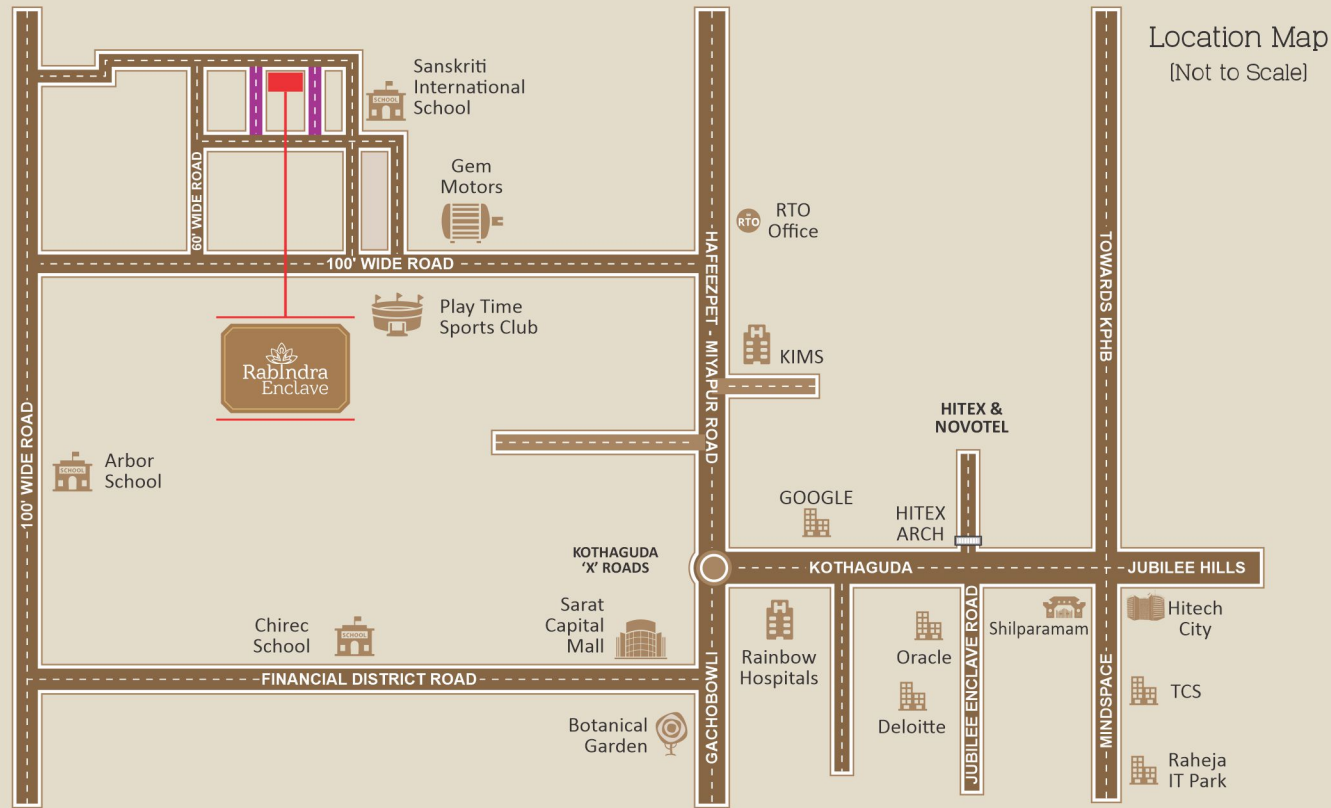 Location Map
[Not to Scale]
Sanskriti
International
School
SCHOOL
Gem
Motors
60' WIDE ROAD
100' WIDE ROAD
RTO
RTO
Office
HAFEEZPET - MIYAPUR ROAD
TOWARDS KPHB
Play Time
Sports Club
RabIndra
Enclave
KIMS
100' WIDE ROAD
SCHOOL
Arbor
School
HITEX &
NOVOTEL
GOOGLE
HITEX
ARCH
KOTHAGUDA
'X' ROADS
KOTHAGUDA
JUBILEE HILLS
Chirec
School
SCHOOL
Sarat
Capital
Mall
Rainbow
Hospitals
Oracle
Deloitte
JUBILEE ENCLAVE ROAD
Shilparamam
Hitech
City
MINDSPACE
TCS
Raheja
IT Park
FINANCIAL DISTRICT ROAD
GACHOBOWLI
Botanical
Garden